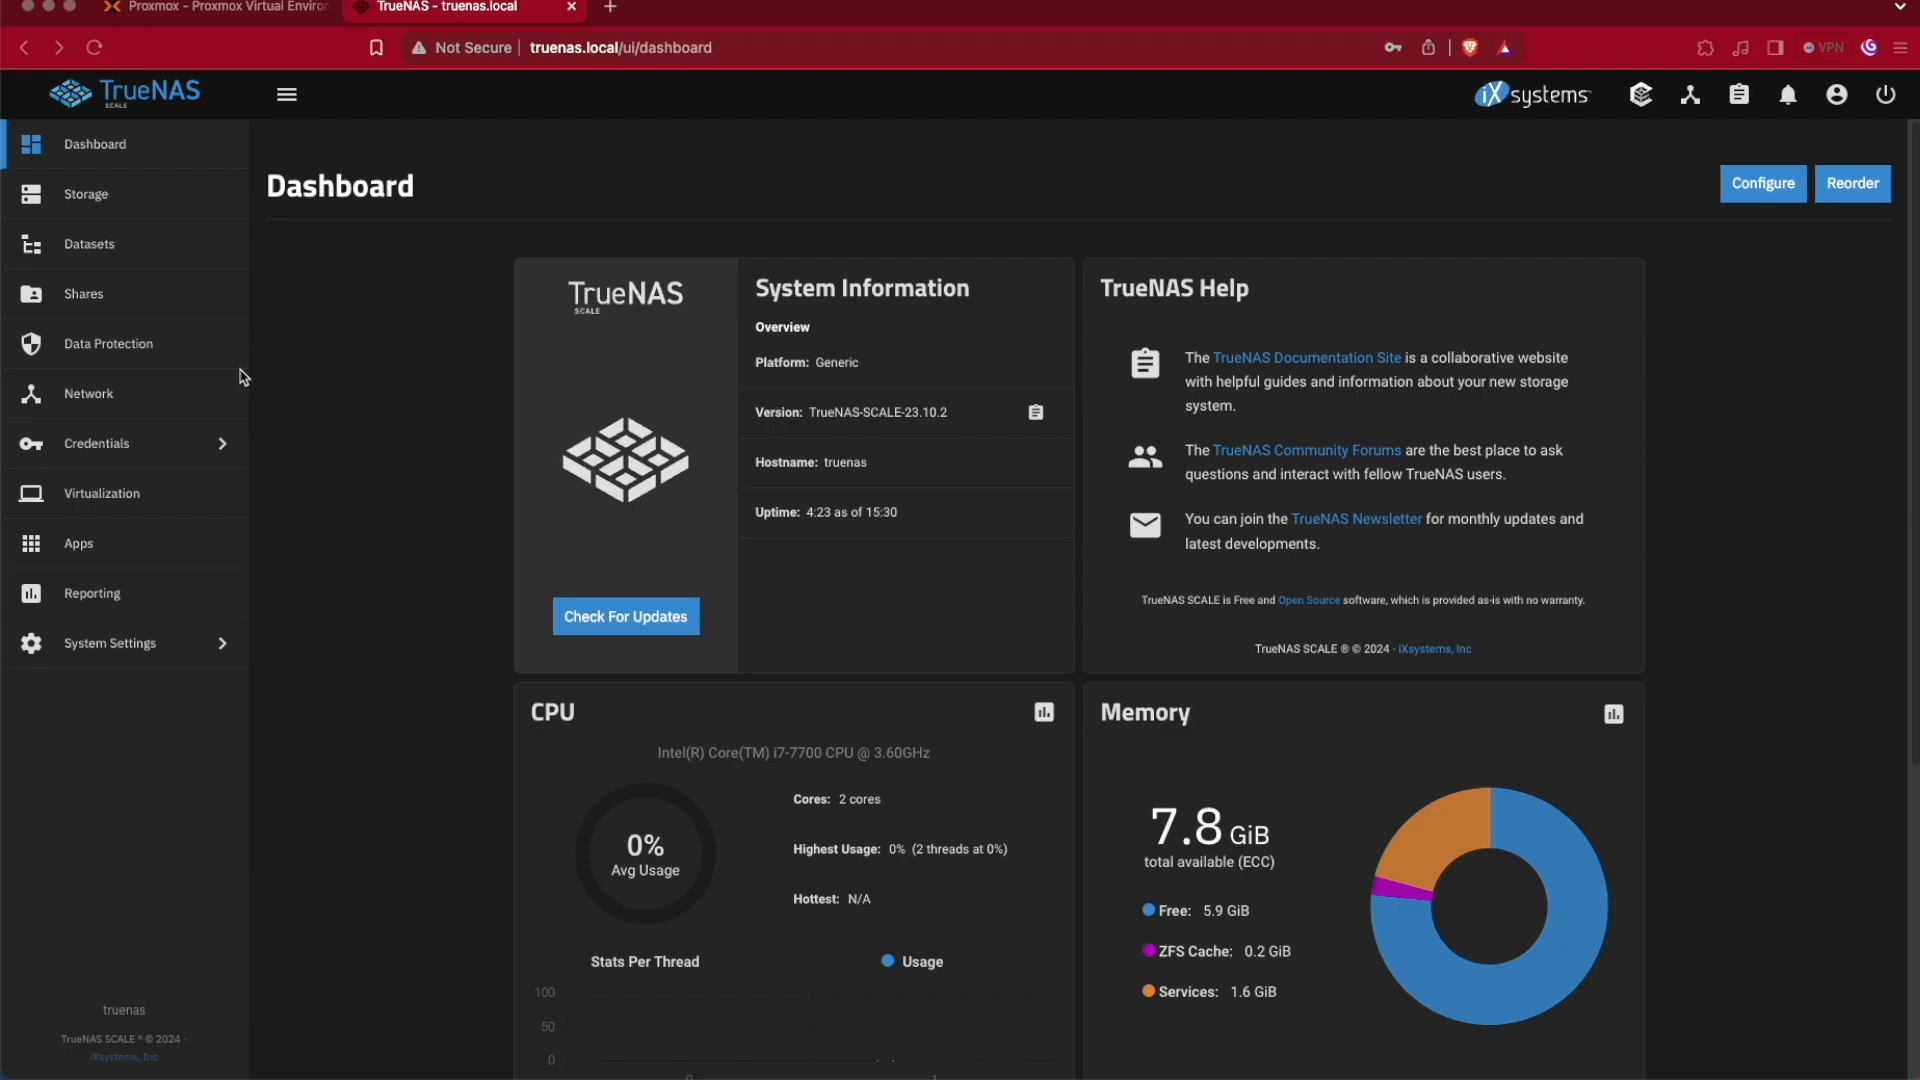 Proxmox - Proxmox Virtual Environ
TrueNAS - truenas.local
Not Secure truenas.local/ui/dashboard
VPN
TrueNAS
SCALE
iXsystems
Dashboard
Storage
Datasets
Shares
Data Protection
Network
Credentials
Virtualization
Apps
Reporting
System Settings
truenas
TrueNAS SCALE ® © 2024 -
iXsystems, Inc
Dashboard
Configure
Reorder
TrueNAS
SCALE
Check For Updates
System Information
Overview
Platform: Generic
Version: TrueNAS-SCALE-23.10.2
Hostname: truenas
Uptime: 4:23 as of 15:30
TrueNAS Help
The TrueNAS Documentation Site is a collaborative website
with helpful guides and information about your new storage
system.
The TrueNAS Community Forums are the best place to ask
questions and interact with fellow TrueNAS users.
You can join the TrueNAS Newsletter for monthly updates and
latest developments.
TrueNAS SCALE is Free and Open Source software, which is provided as-is with no warranty.
TrueNAS SCALE ® © 2024 - iXsystems, Inc
CPU
Intel(R) Core(TM) i7-7700 CPU @ 3.60GHz
0%
Avg Usage
Cores: 2 cores
Highest Usage: 0% (2 threads at 0%)
Hottest: N/A
Stats Per Thread
Usage
100
50
0
0 1
Memory
7.8 GiB
total available (ECC)
Free: 5.9 GiB
ZFS Cache: 0.2 GiB
Services: 1.6 GiB